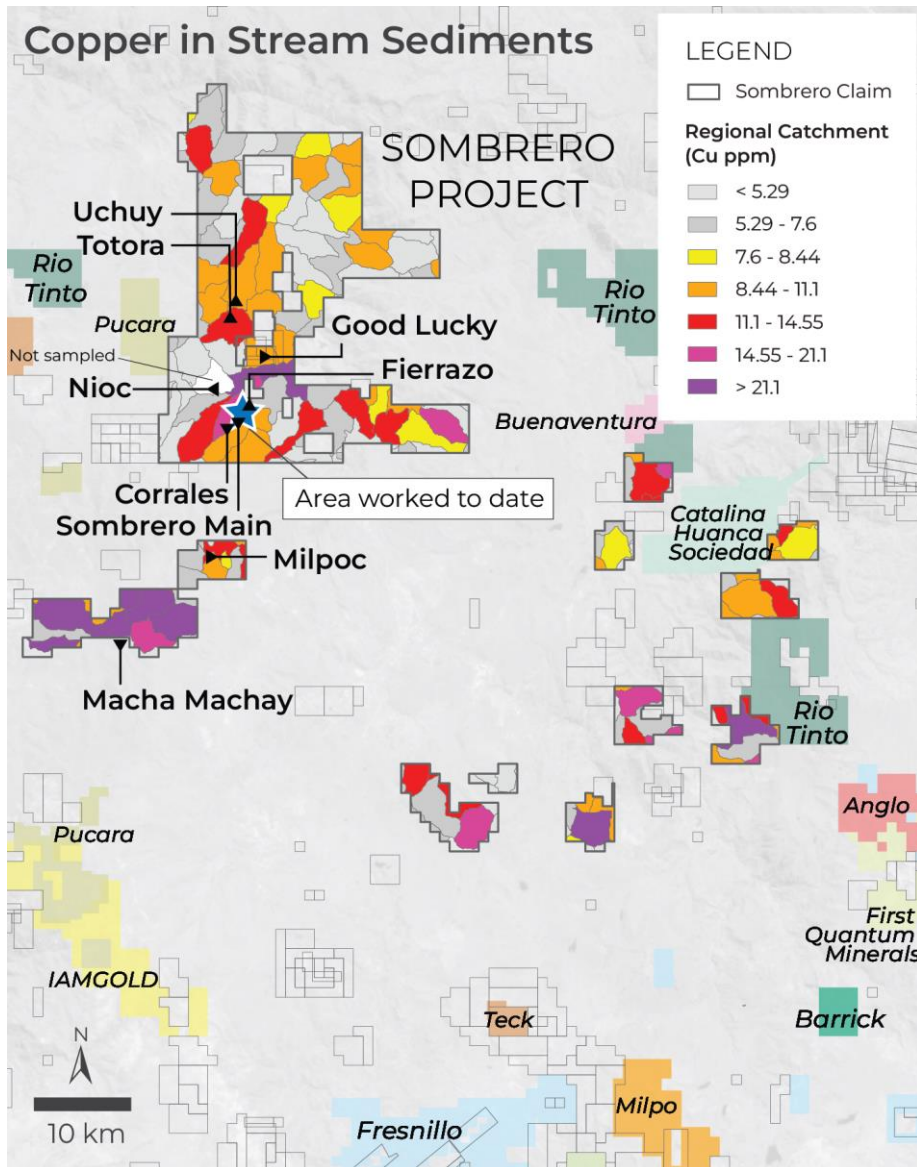 Copper in Stream Sediments
LEGEND
Sombrero Claim
Regional Catchment
(Cu ppm)
< 5.29
5.29 - 7.6
7.6 - 8.44
8.44 - 11.1
11.1 - 14.55
14.55 - 21.1
> 21.1
SOMBRERO
PROJECT
Uchuy
Totora
Rio
Tinto
Pucara
Rio
Tinto
Good Lucky
Not sampled
Fierrazo
Nioc
Buenaventura
Corrales
Sombrero Main
Area worked to date
Catalina
Huanca
Sociedad
Milpoc
Macha Machay
Rio
Tinto
Pucara
Anglo
First
Quantum
Minerals
IAMGOLD
Teck
Barrick
N
10 km
Milpo
Fresnillo